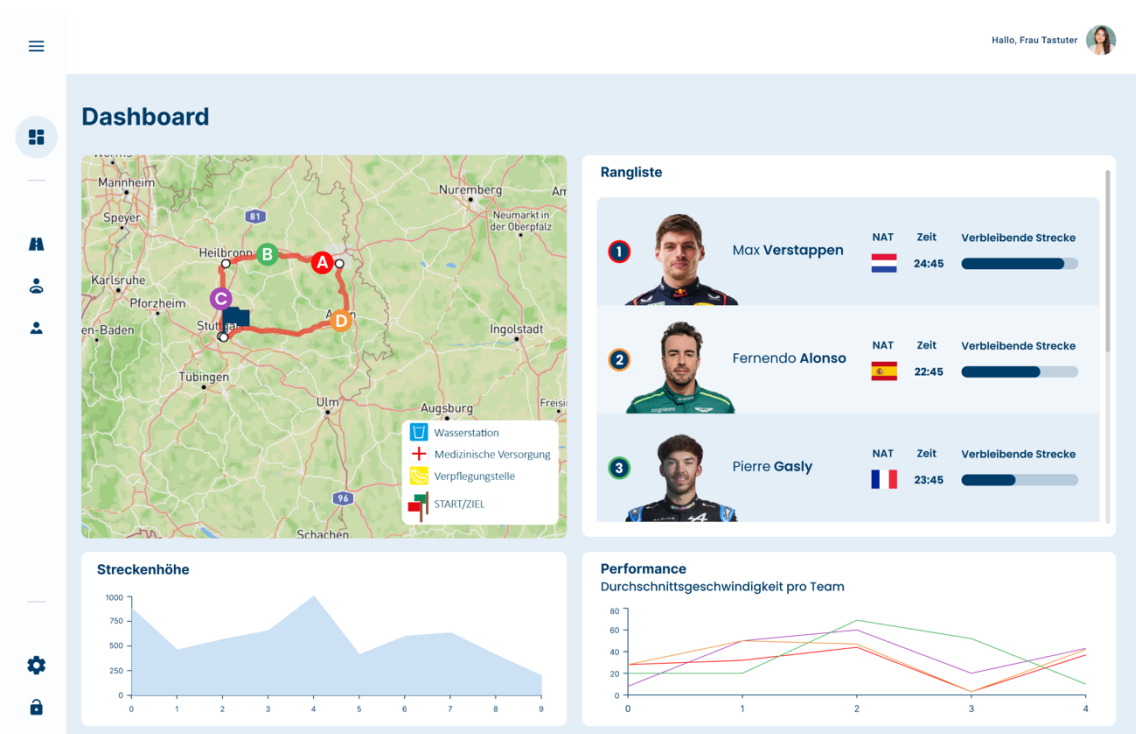 Hallo, Frau Tastuter
Dashboard
Mannheim
Nuremberg
Speyer
81
Neumarkt in
der Oberpfalz
Heilbronn
B
A
Karlsruhe
C
Pforzheim
D
en-Baden
Ingolstadt
Tübingen
Ulm
Augsburg
Freisi
96
Schachen
Wasserstation
Medizinische Versorgung
Verpflegungstelle
START/ZIEL
Rangliste
1
Max Verstappen
NAT Zeit Verbleibende Strecke
24:45
2
Fernendo Alonso
NAT Zeit Verbleibende Strecke
22:45
3
Pierre Gasly
NAT Zeit Verbleibende Strecke
23:45
Streckenhöhe
1000
750
500
250
0
0 1 2 3 4 5 6 7 8 9
Performance
Durchschnittsgeschwindigkeit pro Team
80
60
40
20
0
0 1 2 3 4